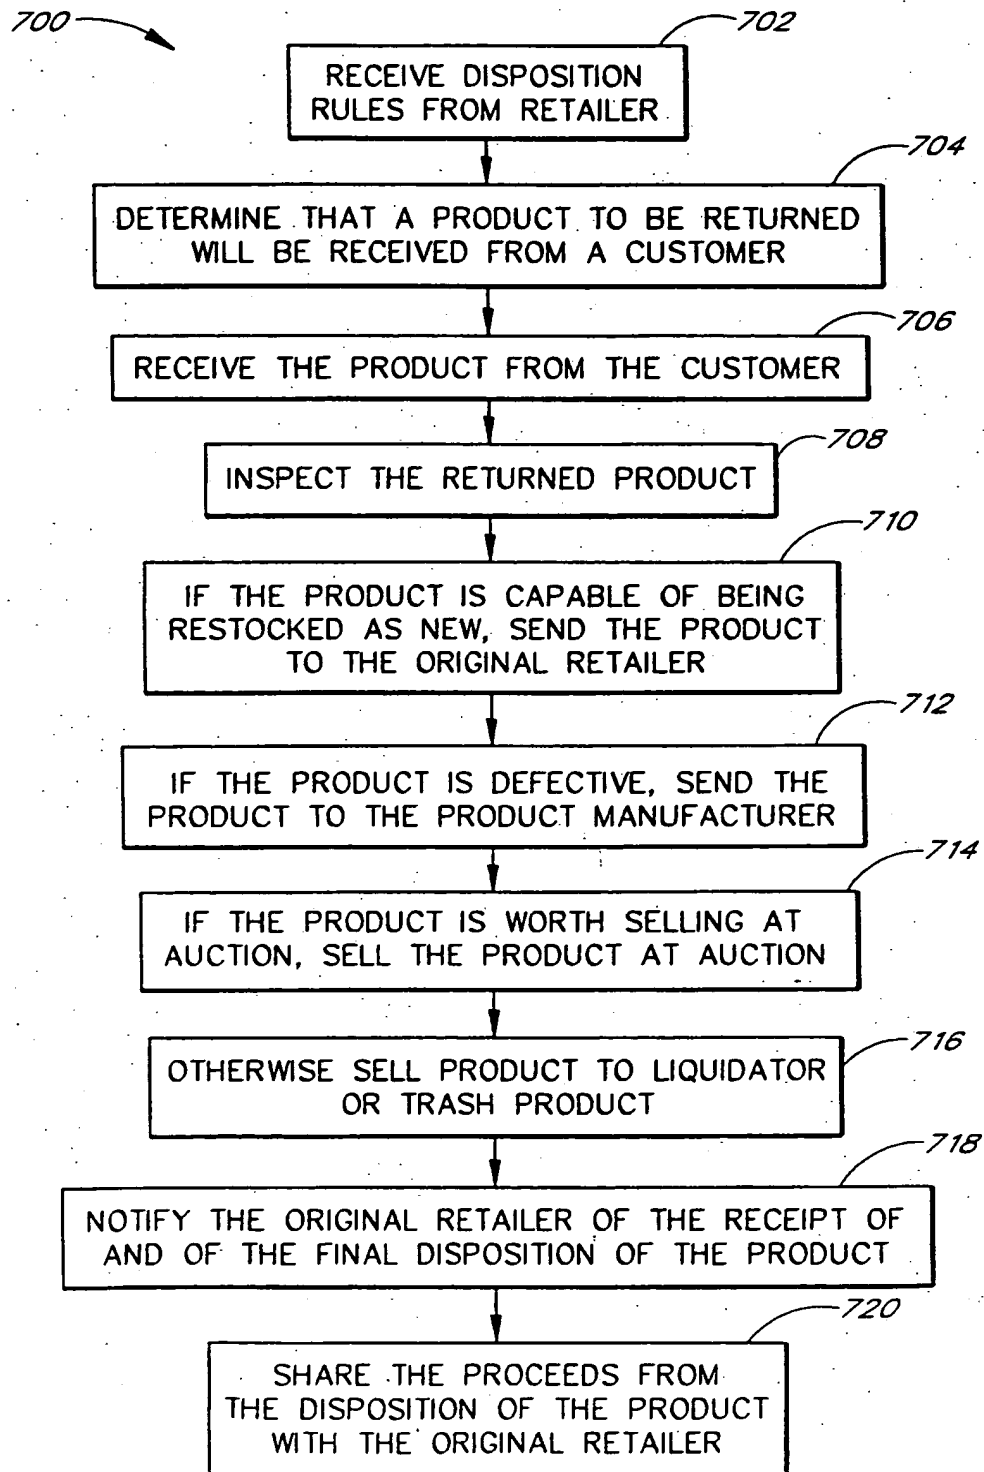 700
702
RECEIVE DISPOSITION
RULES FROM RETAILER
704
DETERMINE THAT A PRODUCT TO BE RETURNED
WILL BE RECEIVED FROM A CUSTOMER
706
RECEIVE THE PRODUCT FROM THE CUSTOMER
708
INSPECT THE RETURNED PRODUCT
710
IF THE PRODUCT IS CAPABLE OF BEING
RESTOCKED AS NEW, SEND THE PRODUCT
TO THE ORIGINAL RETAILER
712
IF THE PRODUCT IS DEFECTIVE, SEND THE
PRODUCT TO THE PRODUCT MANUFACTURER
714
IF THE PRODUCT IS WORTH SELLING AT
AUCTION, SELL THE PRODUCT AT AUCTION
716
OTHERWISE SELL PRODUCT TO LIQUIDATOR
OR TRASH PRODUCT
718
NOTIFY THE ORIGINAL RETAILER OF THE RECEIPT OF
AND OF THE FINAL DISPOSITION OF THE PRODUCT
720
SHARE THE PROCEEDS FROM
THE DISPOSITION OF THE PRODUCT
WITH THE ORIGINAL RETAILER